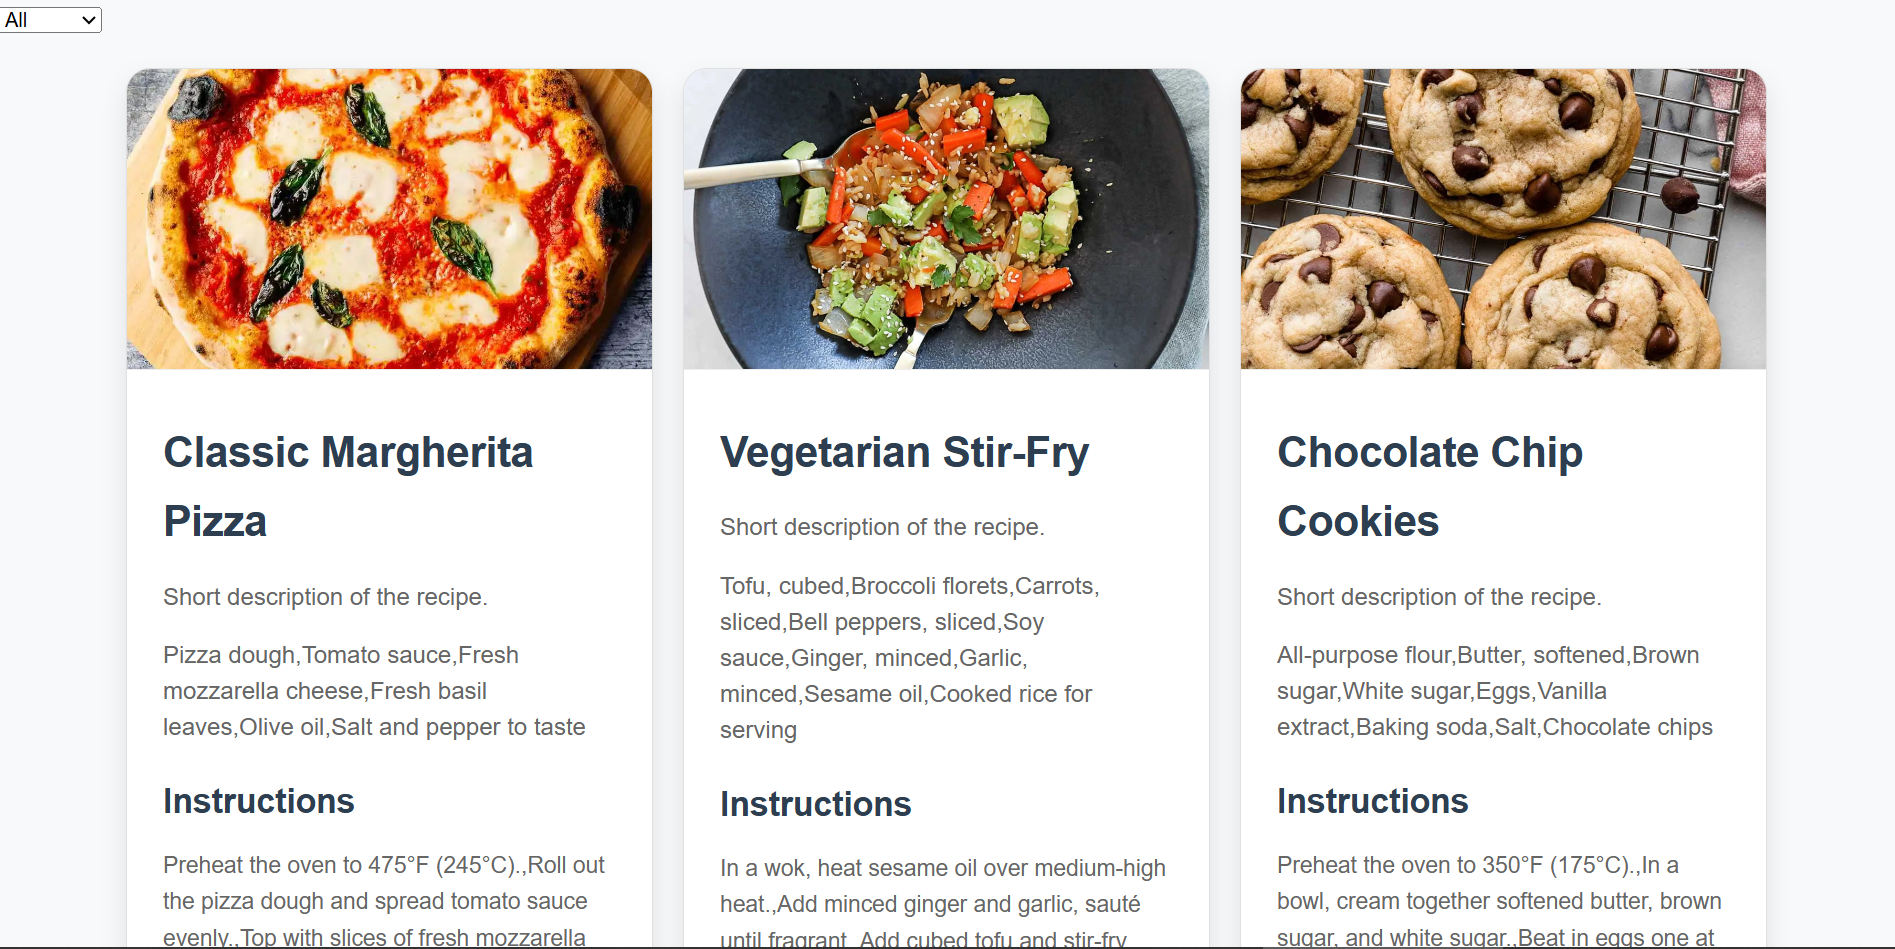 All
Classic Margherita
Pizza
Short description of the recipe.
Pizza dough,Tomato sauce,Fresh
mozzarella cheese,Fresh basil
leaves,Olive oil,Salt and pepper to taste
Instructions
Preheat the oven to 475°F (245°C).,Roll out
the pizza dough and spread tomato sauce
evenly.,Top with slices of fresh mozzarella
Vegetarian Stir-Fry
Short description of the recipe.
Tofu, cubed,Broccoli florets,Carrots,
sliced,Bell peppers, sliced,Soy
sauce,Ginger, minced,Garlic,
minced,Sesame oil,Cooked rice for
serving
Instructions
In a wok, heat sesame oil over medium-high
heat.,Add minced ginger and garlic, sauté
until fragrant.,Add cubed tofu and stir-fry
Chocolate Chip
Cookies
Short description of the recipe.
All-purpose flour,Butter, softened,Brown
sugar,White sugar,Eggs,Vanilla
extract,Baking soda,Salt,Chocolate chips
Instructions
Preheat the oven to 350°F (175°C).,In a
bowl, cream together softened butter, brown
sugar, and white sugar.,Beat in eggs one at